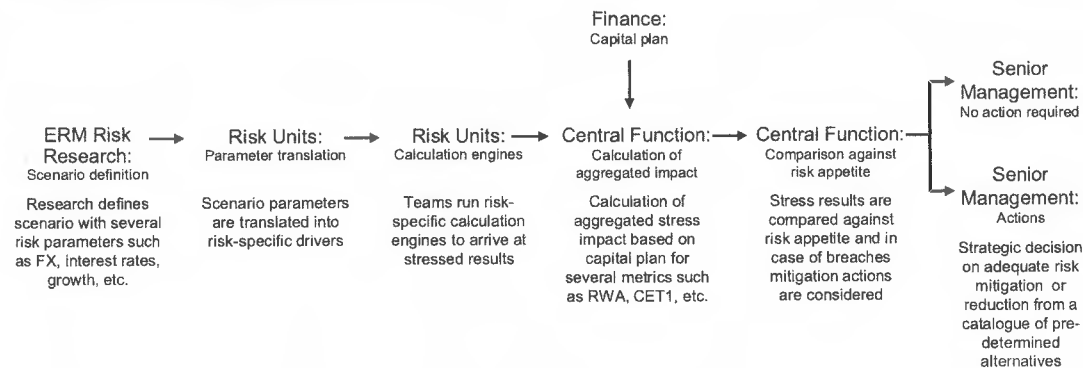 Finance:
Capital plan
ERM Risk
Research:
Scenario definition
Research defines
scenario with several
risk parameters such
as FX, interest rates,
growth, etc.
Risk Units:
Parameter translation
Scenario parameters
are translated into
risk-specific drivers
Risk Units:
Calculation engines
Teams run risk-
specific calculation
engines to arrive at
stressed results
Central Function:
Calculation of
aggregated impact
Calculation of
aggregated stress
impact based on
capital plan for
several metrics such
as RWA, CET1, etc.
Central Function:
Comparison against
risk appetite
Stress results are
compared against
risk appetite and in
case of breaches
mitigation actions
are considered
Senior
Management:
No action required
Senior
Management:
Actions
Strategic decision
on adequate risk
mitigation or
reduction from a
catalogue of pre-
determined
alternatives